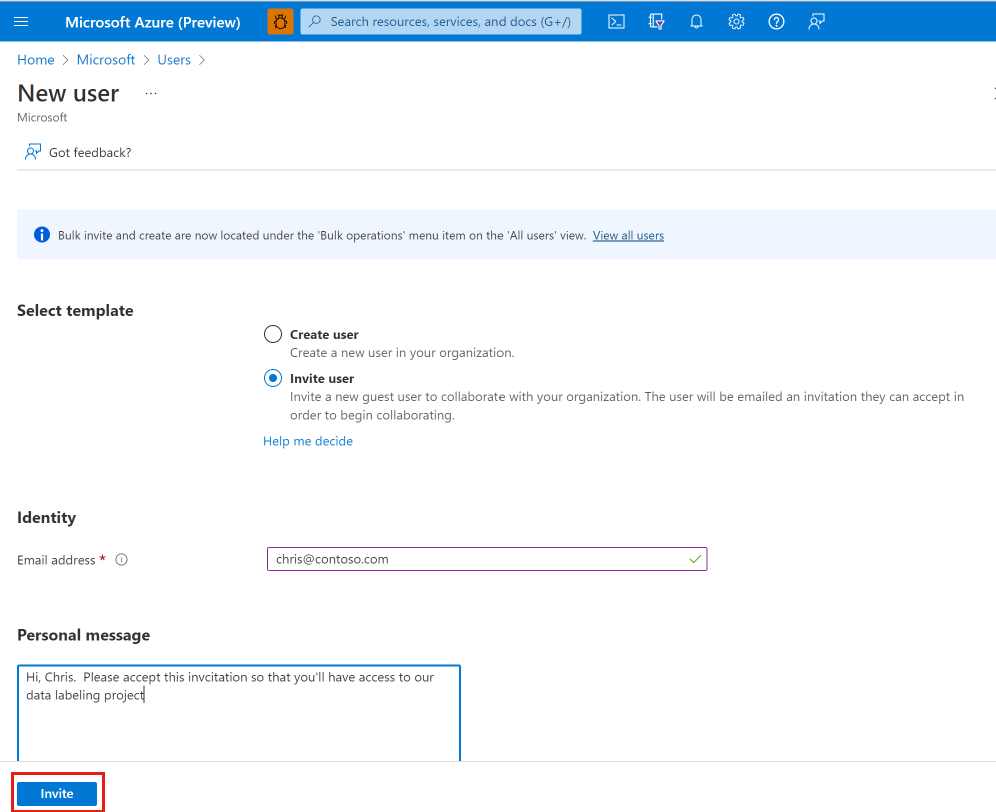 Microsoft Azure (Preview)
Search resources, services, and docs (G+/)
Home > Microsoft > Users >
New user ...
Microsoft
Got feedback?
Bulk invite and create are now located under the 'Bulk operations' menu item on the 'All users' view. View all users
Select template
Create user
Create a new user in your organization.
Invite user
Invite a new guest user to collaborate with your organization. The user will be emailed an invitation they can accept in
order to begin collaborating.
Help me decide
Identity
Email address *
chris@contoso.com
Personal message
Hi, Chris.  Please accept this invcitation so that you'll have access to our
data labeling project
Invite